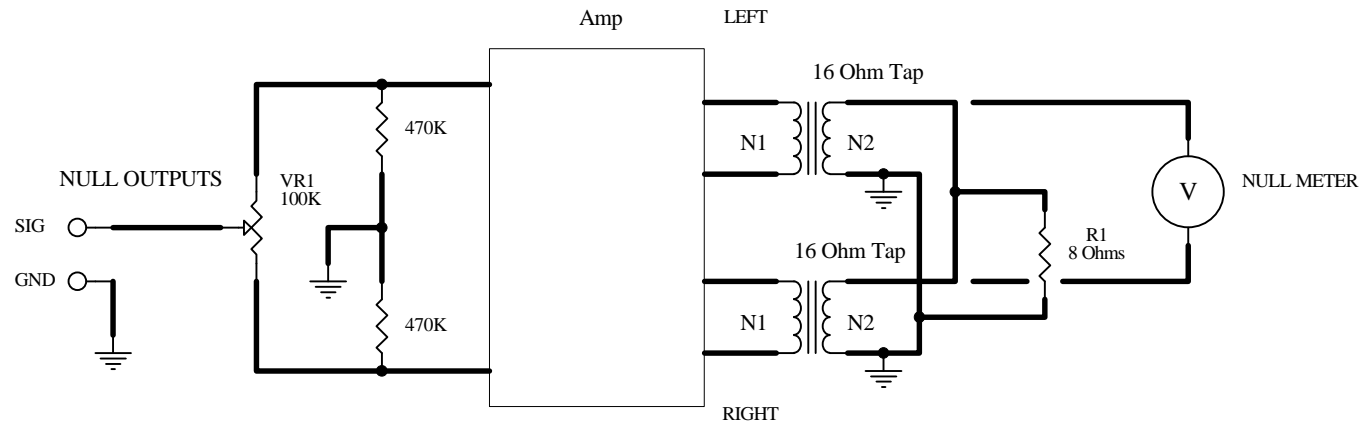 Amp
LEFT
16 Ohm Tap
470K
N1
N2
NULL OUTPUTS
VR1
100K
V
NULL METER
SIG
16 Ohm Tap
R1
8 Ohms
GND
470K
N1
N2
RIGHT